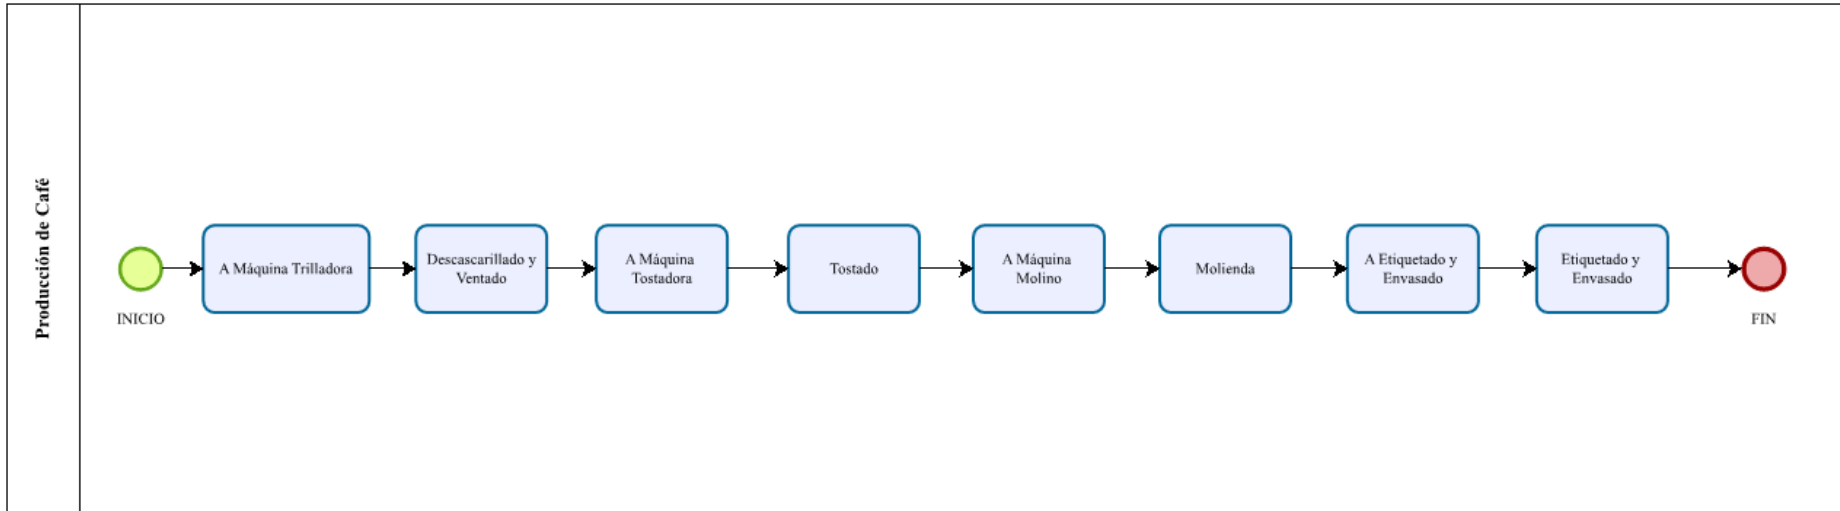 Producción de Café
INICIO
A Máquina Trilladora
Descascarillado y
Ventado
A Máquina
Tostadora
Tostado
A Máquina
Molino
Molienda
A Etiquetado y
Envasado
Etiquetado y
Envasado
FIN